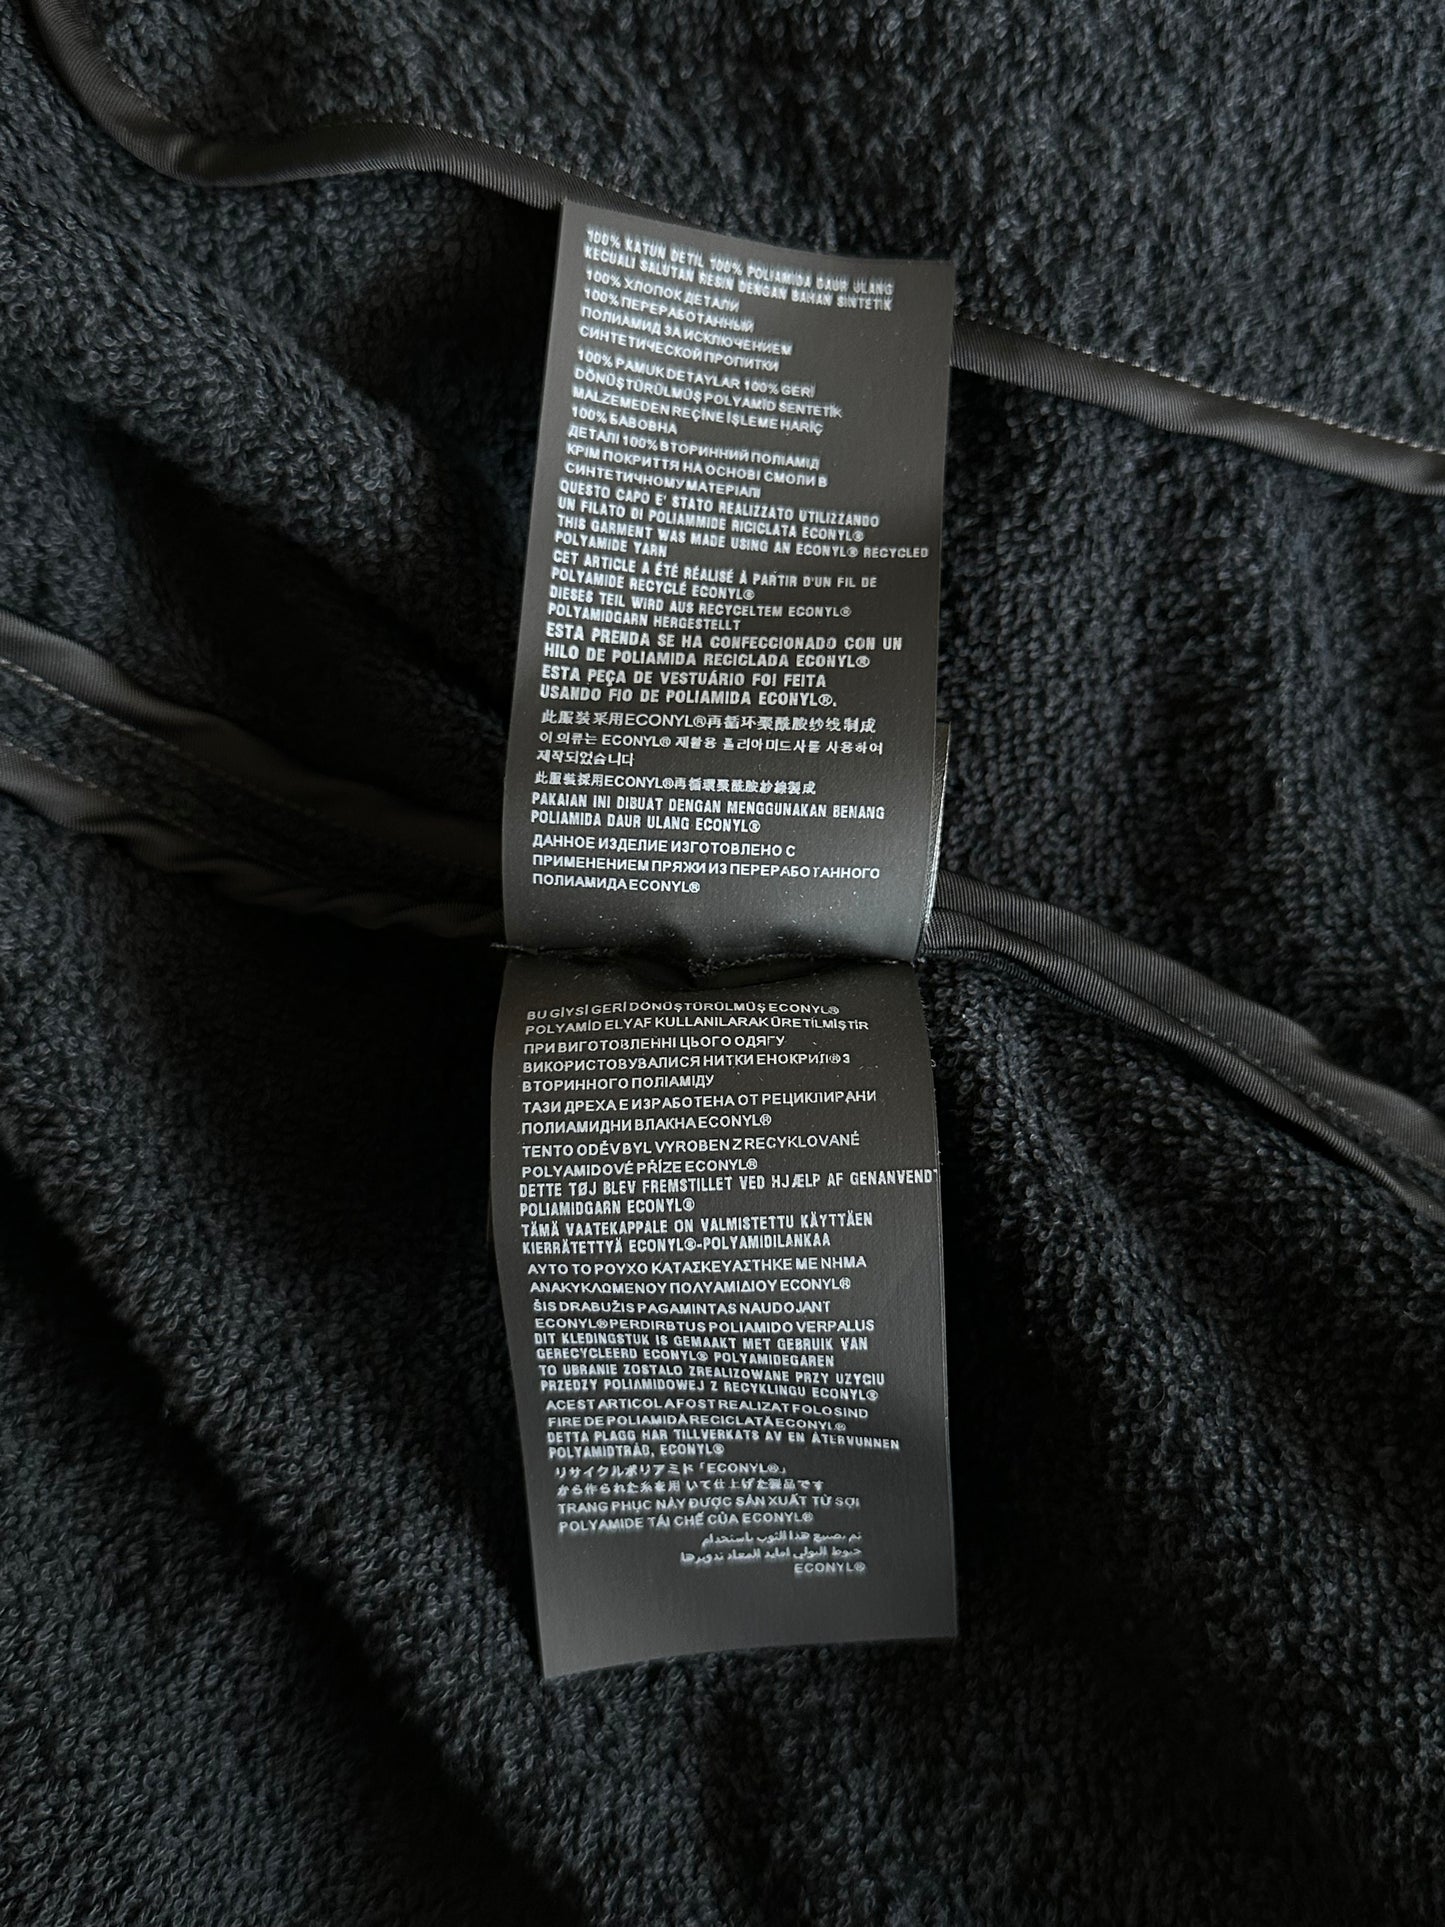 100% KATUN DETIL 100% POLIAMIDA DAUR ULANG
KECUALI SALUTAN RESIN DENGAN BAHAN SINTETIK
100% ХЛОПОК ДЕТАЛИ
100% ПЕРЕРАБОТАННЫЙ
ПОЛИАМИД ЗА ИСКЛЮЧЕНИЕМ
СИНТЕТИЧЕСКОЙ ПРОПИТКИ
100% PAMUK DETAYLAR 100% GERİ
DÖNÜŞTÜRÜLMÜŞ POLYAMİD SENTETİK
MALZEMEDEN REÇİNE İŞLEME HARİÇ
100% БАВОВНА
ДЕТАЛІ 100% ВТОРИННИЙ ПОЛІАМІД
КРІМ ПОКРИТТЯ НА ОСНОВІ СМОЛИ В
СИНТЕТИЧНОМУ МАТЕРІАЛІ
QUESTO CAPO E' STATO REALIZZATO UTILIZZANDO
UN FILATO DI POLIAMMIDE RICICLATA ECONYL®
THIS GARMENT WAS MADE USING AN ECONYL® RECYCLED
POLYAMIDE YARN
CET ARTICLE A ÉTÉ RÉALISÉ À PARTIR D'UN FIL DE
POLYAMIDE RECYCLÉ ECONYL®
DIESES TEIL WIRD AUS RECYCELTEM ECONYL®
POLYAMIDGARN HERGESTELLT
ESTA PRENDA SE HA CONFECCIONADO CON UN
HILO DE POLIAMIDA RECICLADA ECONYL®
ESTA PEÇA DE VESTUÁRIO FOI FEITA
USANDO FIO DE POLIAMIDA ECONYL®.
此服装采用ECONYL®再循环聚酰胺纱线制成
이 의류는 ECONYL® 재활용 폴리아미드사를 사용하여
제작되었습니다
此服裝採用ECONYL®再循環聚酰胺紗線製成
PAKAIAN INI DIBUAT DENGAN MENGGUNAKAN BENANG
POLIAMIDA DAUR ULANG ECONYL®
ДАННОЕ ИЗДЕЛИЕ ИЗГОТОВЛЕНО С
ПРИМЕНЕНИЕМ ПРЯЖИ ИЗ ПЕРЕРАБОТАННОГО
ПОЛИАМИДА ECONYL®
BU GİYSİ GERİ DÖNÜŞTÜRÜLMÜŞ ECONYL®
POLYAMİD ELYAF KULLANILARAK ÜRETİLMİŞTİR
ПРИ ВИГОТОВЛЕННІ ЦЬОГО ОДЯГУ
ВИКОРИСТОВУВАЛИСЯ НИТКИ ЕНОКРИЛ® З
ВТОРИННОГО ПОЛІАМІДУ
ТАЗИ ДРЕХА Е ИЗРАБОТЕНА ОТ РЕЦИКЛИРАНИ
ПОЛИАМИДНИ ВЛАКНА ECONYL®
TENTO ODĚV BYL VYROBEN Z RECYKLOVANÉ
POLYAMIDOVÉ PŘÍZE ECONYL®
DETTE TØJ BLEV FREMSTILLET VED HJÆLP AF GENANVENDT
POLIAMIDGARN ECONYL®
TÄMÄ VAATEKAPPALE ON VALMISTETTU KÄYTTÄEN
KIERRÄTETTYÄ ECONYL®-POLYAMIDILANKAA
ΑΥΤΟ ΤΟ ΡΟΥΧΟ ΚΑΤΑΣΚΕΥΑΣΤΗΚΕ ΜΕ ΝΗΜΑ
ΑΝΑΚΥΚΛΩΜΕΝΟΥ ΠΟΛΥΑΜΙΔΙΟΥ ECONYL®
ŠIS DRABUŽIS PAGAMINTAS NAUDOJANT
ECONYL® PERDIRBTUS POLIAMIDO VERPALUS
DIT KLEDINGSTUK IS GEMAAKT MET GEBRUIK VAN
GERECYCLEERD ECONYL® POLYAMIDEGAREN
TO UBRANIE ZOSTALO ZREALIZOWANE PRZY UZYCIU
PRZEDZY POLIAMIDOWEJ Z RECYKLINGU ECONYL®
ACEST ARTICOL A FOST REALIZAT FOLOSIND
FIRE DE POLIAMIDĂ RECICLATĂ ECONYL®
DETTA PLAGG HAR TILLVERKATS AV EN ÅTERVUNNEN
POLYAMIDTRÅD, ECONYL®
リサイクルポリアミド「ECONYL®」
から作られた糸を用いて仕上げた製品です
TRANG PHỤC NÀY ĐƯỢC SẢN XUẤT TỪ SỢI
POLYAMIDE TÁI CHẾ CỦA ECONYL®
تم تصنيع هذا الثوب باستخدام
خيوط البولي امايد المعاد تدويرها
ECONYL®